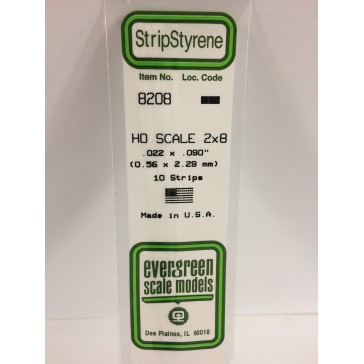 StripStyrene
Item No. Loc. Code
8208
HO SCALE 2x8
.022 x .090"
(0.56 x 2.29 mm)
10 Strips
Made in U.S.A.
evergreen
scale models
Des Plaines, IL 60018